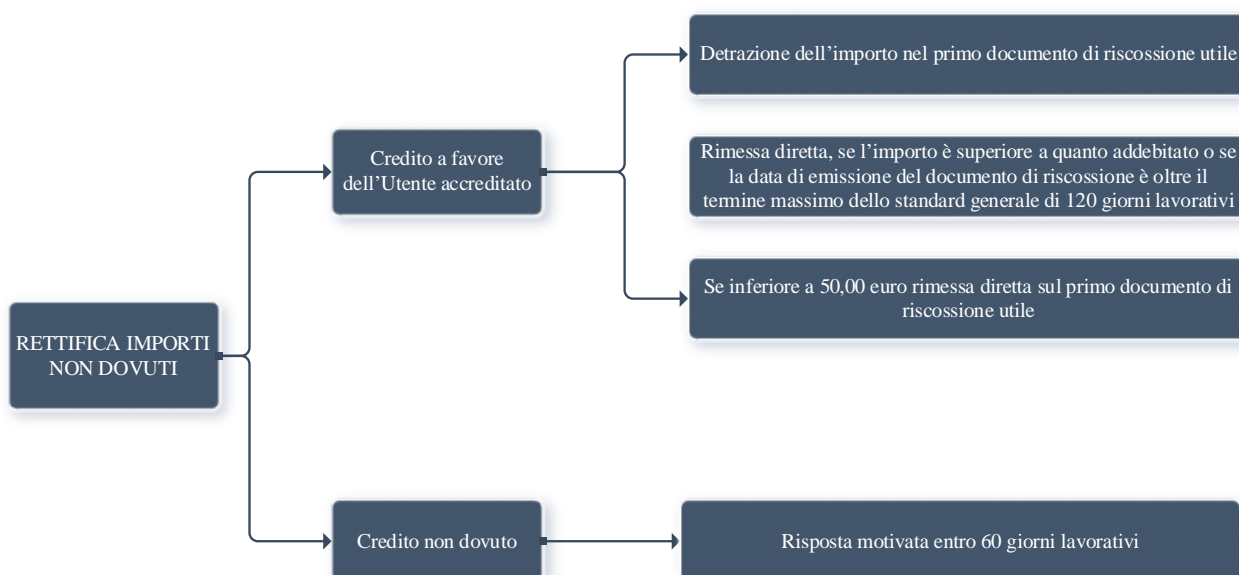 Detrazione dell’importo nel primo documento di riscossione utile
Credito a favore
dell’Utente accreditato
Rimessa diretta, se l’importo è superiore a quanto addebitato o se
la data di emissione del documento di riscossione è oltre il
termine massimo dello standard generale di 120 giorni lavorativi
Se inferiore a 50,00 euro rimessa diretta sul primo documento di
riscossione utile
RETTIFICA IMPORTI
NON DOVUTI
Credito non dovuto
Risposta motivata entro 60 giorni lavorativi